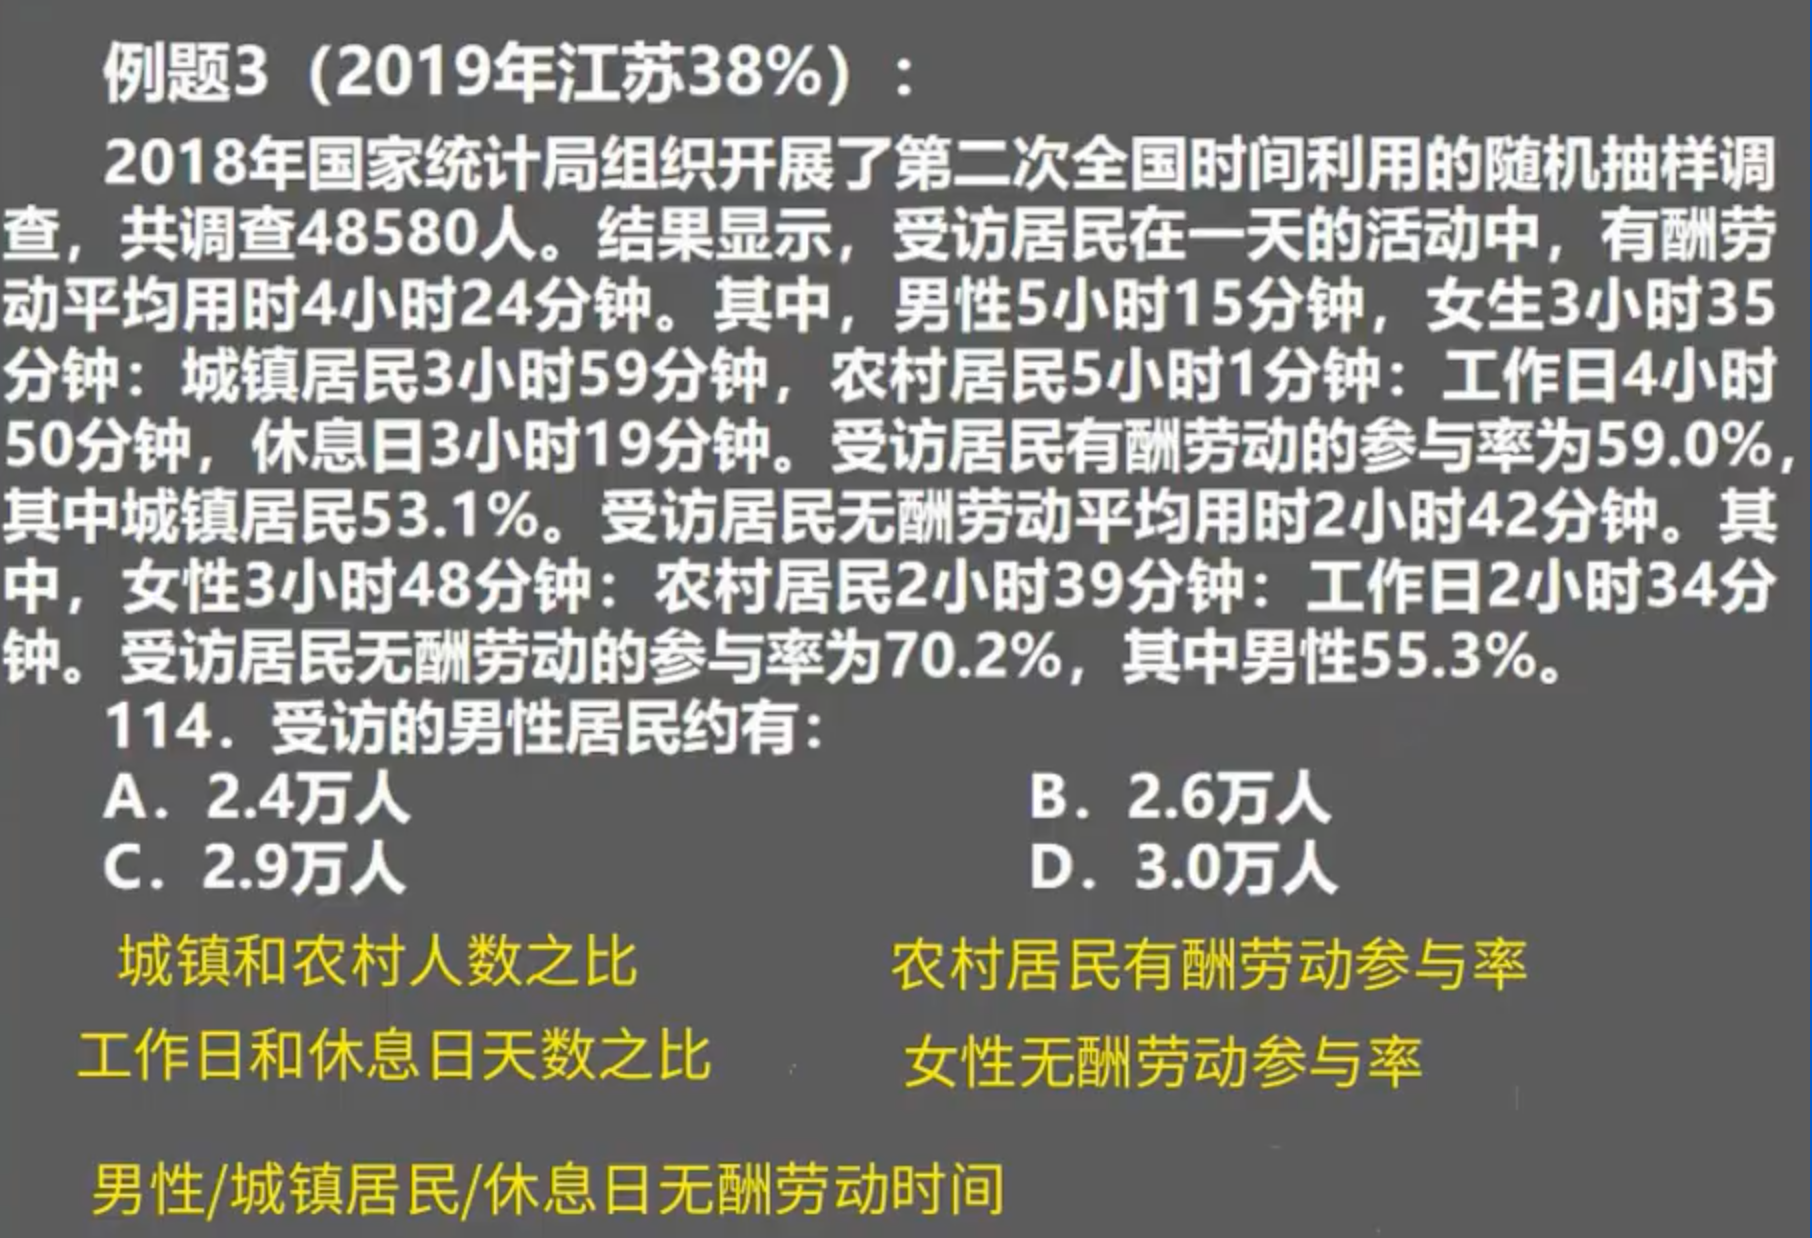 例题3（2019年江苏38%）：
2018年国家统计局组织开展了第二次全国时间利用的随机抽样调
查，共调查48580人。结果显示，受访居民在一天的活动中，有酬劳
动平均用时4小时24分钟。其中，男性5小时15分钟，女生3小时35
分钟：城镇居民3小时59分钟，农村居民5小时1分钟：工作日4小时
50分钟，休息日3小时19分钟。受访居民有酬劳动的参与率为59.0%，
其中城镇居民53.1%。受访居民无酬劳动平均用时2小时42分钟。其
中，女性3小时48分钟：农村居民2小时39分钟：工作日2小时34分
钟。受访居民无酬劳动的参与率为70.2%，其中男性55.3%。
114．受访的男性居民约有：
A．2.4万人 B．2.6万人
C．2.9万人 D．3.0万人
城镇和农村人数之比 农村居民有酬劳动参与率
工作日和休息日天数之比 女性无酬劳动参与率
男性/城镇居民/休息日无酬劳动时间